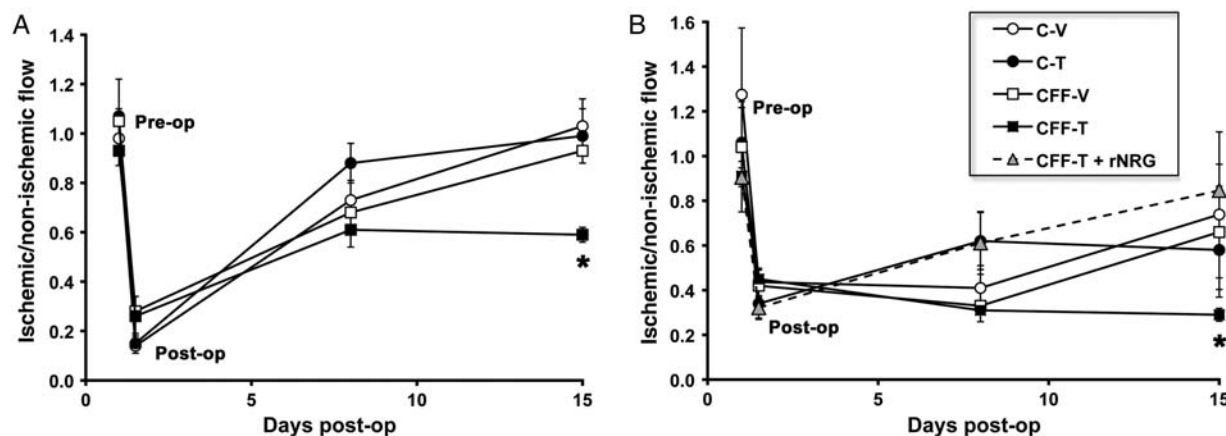 A
Ischemic/non-ischemic flow
1.4
1.2
1.0
0.8
0.6
0.4
0.2
0.0
Pre-op
Post-op
*
0
5
10
15
Days post-op
B
Ischemic/non-ischemic flow
1.6
1.4
1.2
1.0
0.8
0.6
0.4
0.2
0.0
Pre-op
Post-op
C-V
C-T
CFF-V
CFF-T
CFF-T + rNRG
*
0
5
10
15
Days post-op